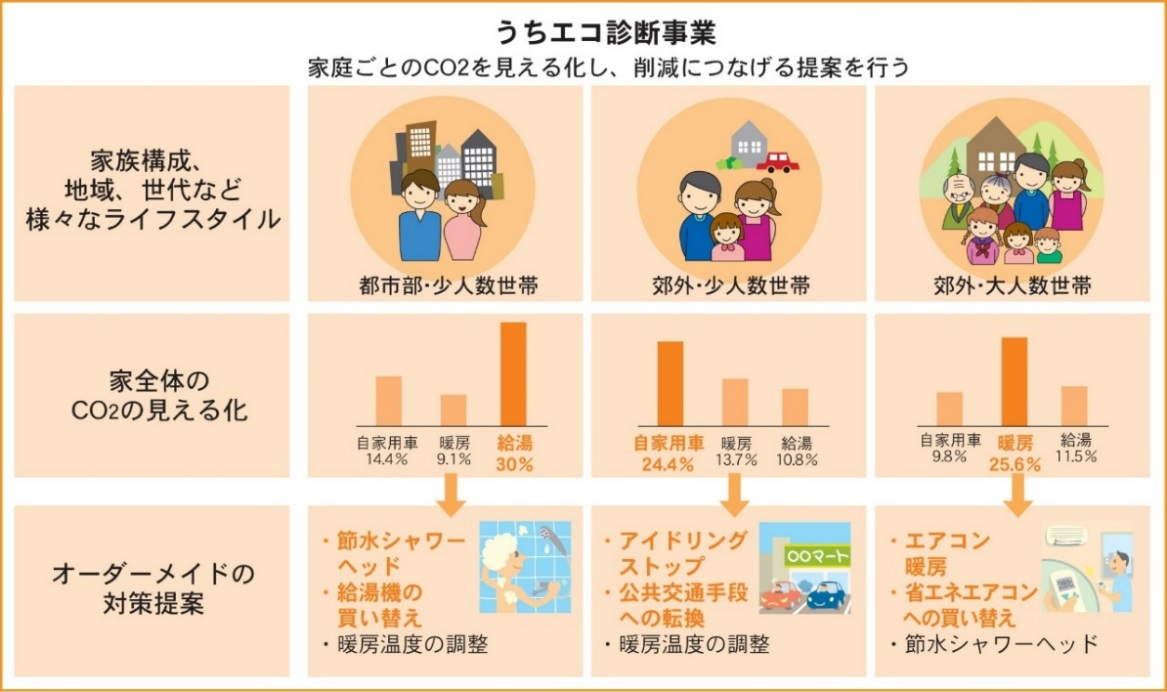 うちエコ診断事業
家庭ごとのCO2を見える化し、削減につなげる提案を行う
家族構成、
地域、世代など
様々なライフスタイル
都市部・少人数世帯
郊外・少人数世帯
郊外・大人数世帯
家全体の
CO2の見える化
自家用車
14.4%
暖房
9.1%
給湯
30%
自家用車
24.4%
暖房
13.7%
給湯
10.8%
自家用車
9.8%
暖房
25.6%
給湯
11.5%
オーダーメイドの
対策提案
・節水シャワー
ヘッド
・給湯機の
買い替え
・暖房温度の調整
・アイドリング
ストップ
・公共交通手段
への転換
・暖房温度の調整
○○マート
・エアコン
暖房
・省エネエアコン
への買い替え
・節水シャワーヘッド